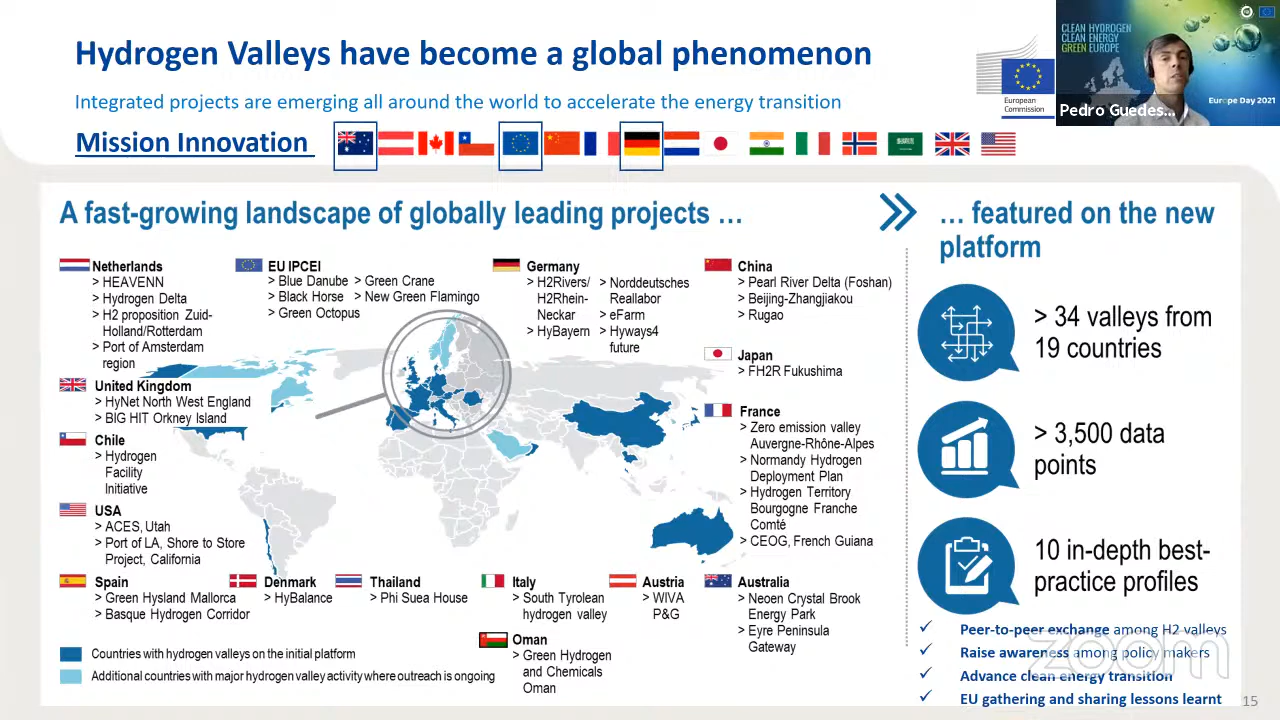 Hydrogen Valleys have become a global phenomenon
Integrated projects are emerging all around the world to accelerate the energy transition
Mission Innovation
European
Commission
CLEAN HYDROGEN
CLEAN ENERGY
GREEN EUROPE
Europe Day 2021
Pedro Guedes...
A fast-growing landscape of globally leading projects ...
... featured on the new
platform
Netherlands
> HEAVENN
> Hydrogen Delta
> H2 proposition Zuid-
Holland/Rotterdam
> Port of Amsterdam
region
EU IPCEI
> Blue Danube > Green Crane
> Black Horse > New Green Flamingo
> Green Octopus
Germany
> H2Rivers/
H2Rhein-
Neckar
> HyBayern
> Norddeutsches
Reallabor
> eFarm
> Hyways4
future
China
> Pearl River Delta (Foshan)
> Beijing-Zhangjiakou
> Rugao
Japan
> FH2R Fukushima
United Kingdom
> HyNet North West England
> BIG HIT Orkney Island
Chile
> Hydrogen
Facility
Initiative
USA
> ACES, Utah
> Port of LA, Shore to Store
Project, California
France
> Zero emission valley
Auvergne-Rhône-Alpes
> Normandy Hydrogen
Deployment Plan
> Hydrogen Territory
Bourgogne Franche
Comté
> CEOG, French Guiana
Spain
> Green Hysland Mallorca
> Basque Hydrogen Corridor
Denmark
> HyBalance
Thailand
> Phi Suea House
Italy
> South Tyrolean
hydrogen valley
Austria
> WIVA
P&G
Australia
> Neoen Crystal Brook
Energy Park
> Eyre Peninsula
Gateway
Oman
> Green Hydrogen
and Chemicals
Oman
Countries with hydrogen valleys on the initial platform
Additional countries with major hydrogen valley activity where outreach is ongoing
> 34 valleys from
19 countries
> 3,500 data
points
10 in-depth best-
practice profiles
✓ Peer-to-peer exchange among H2 valleys
✓ Raise awareness among policy makers
✓ Advance clean energy transition
✓ EU gathering and sharing lessons learnt
zoom
15